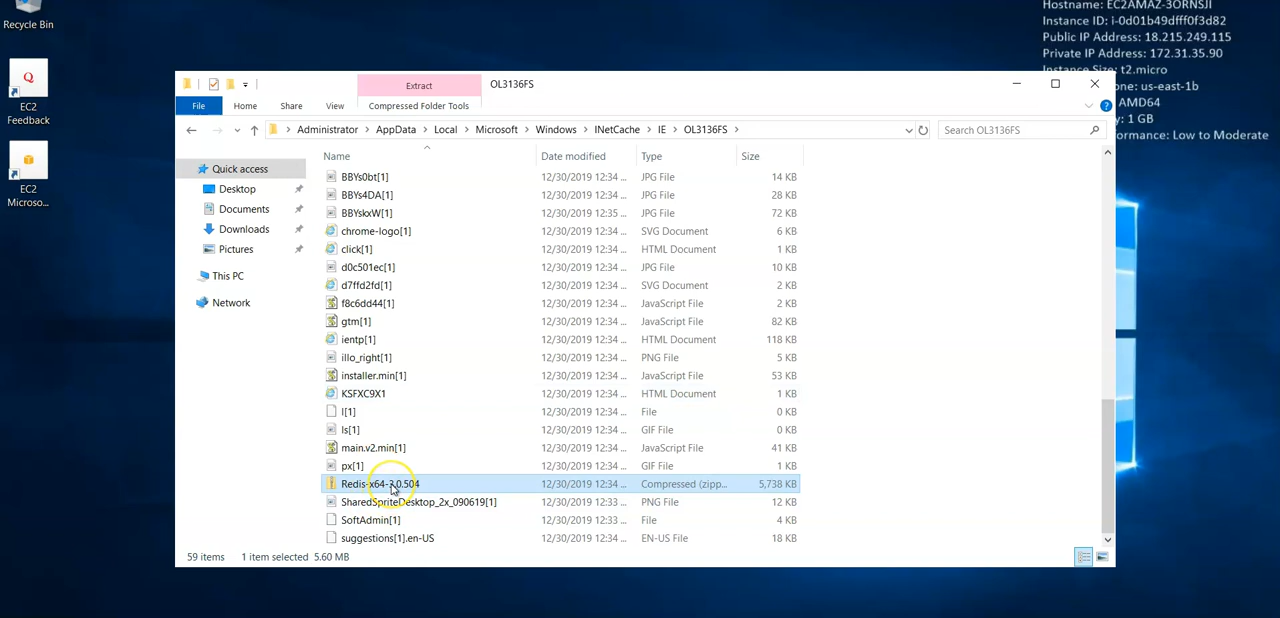 Recycle Bin
EC2
Feedback
EC2
Microso...
Hostname: EC2AMAZ-3ORNSJI
Instance ID: i-0d01b49dfff0f3d82
Public IP Address: 18.215.249.115
Private IP Address: 172.31.35.90
Instance Size: t2.micro
one: us-east-1b
AMD64
y: 1 GB
ormance: Low to Moderate
Extract
OL3136FS
File
Home
Share
View
Compressed Folder Tools
Administrator
AppData
Local
Microsoft
Windows
INetCache
IE
OL3136FS
Search OL3136FS
Quick access
Desktop
Documents
Downloads
Pictures
This PC
Network
Name Date modified Type Size
BBYs0bt[1] 12/30/2019 12:34 ... JPG File 14 KB
BBYs4DA[1] 12/30/2019 12:34 ... JPG File 28 KB
BBYskxW[1] 12/30/2019 12:35 ... JPG File 72 KB
chrome-logo[1] 12/30/2019 12:34 ... SVG Document 6 KB
click[1] 12/30/2019 12:34 ... HTML Document 1 KB
d0c501ec[1] 12/30/2019 12:34 ... JPG File 10 KB
d7ffd2fd[1] 12/30/2019 12:34 ... SVG Document 2 KB
f8c6dd44[1] 12/30/2019 12:34 ... JavaScript File 2 KB
gtm[1] 12/30/2019 12:34 ... JavaScript File 82 KB
ientp[1] 12/30/2019 12:34 ... HTML Document 118 KB
illo_right[1] 12/30/2019 12:34 ... PNG File 5 KB
installer.min[1] 12/30/2019 12:34 ... JavaScript File 53 KB
KSFXC9X1 12/30/2019 12:34 ... HTML Document 1 KB
l[1] 12/30/2019 12:34 ... File 0 KB
ls[1] 12/30/2019 12:34 ... GIF File 0 KB
main.v2.min[1] 12/30/2019 12:34 ... JavaScript File 41 KB
px[1] 12/30/2019 12:34 ... GIF File 1 KB
Redis-x64-3.0.504 12/30/2019 12:34 ... Compressed (zipp... 5,738 KB
SharedSpriteDesktop_2x_090619[1] 12/30/2019 12:33 ... PNG File 12 KB
SoftAdmin[1] 12/30/2019 12:33 ... File 4 KB
suggestions[1].en-US 12/30/2019 12:34 ... EN-US File 18 KB
59 items 1 item selected 5.60 MB